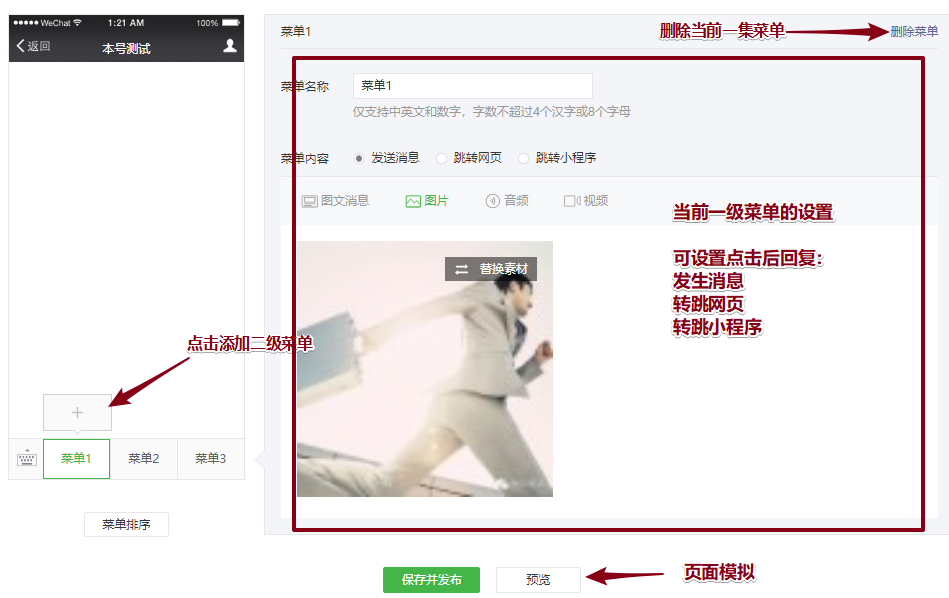 WeChat 1:21 AM 100%
返回 本号测试
菜单1 删除当前一集菜单 删除菜单
菜单名称 菜单1
仅支持中英文和数字，字数不超过4个汉字或8个字母
菜单内容 发送消息 跳转网页 跳转小程序
图文消息 图片 音频 视频
当前一级菜单的设置
可设置点击后回复：
发生消息
转跳网页
转跳小程序
替换素材
点击添加二级菜单
+
菜单1 菜单2 菜单3
菜单排序
保存并发布 预览 页面模拟